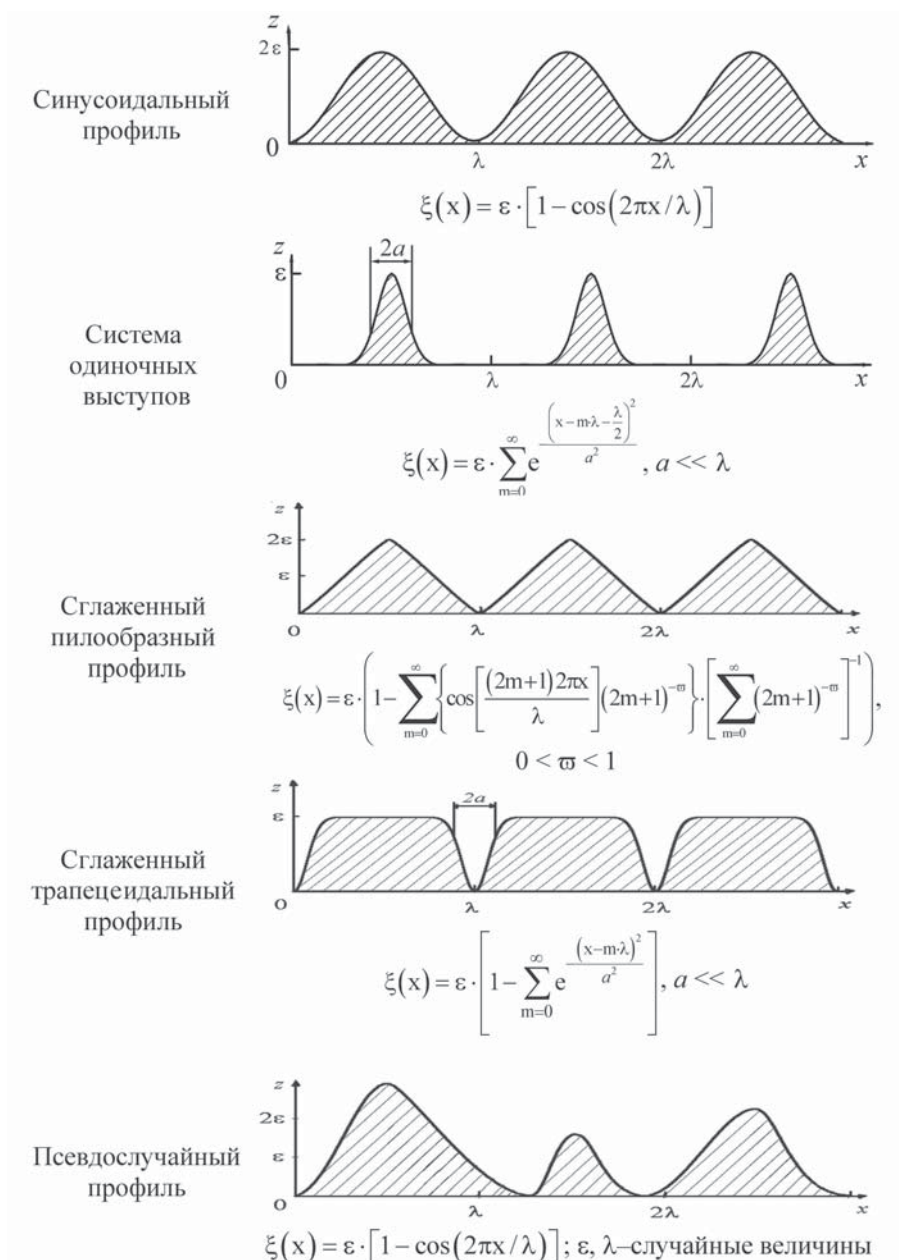 z
2ε
Синусоидальный
профиль
0 λ 2λ x
ξ(x) = ε·[1−cos(2πx/λ)]
z 2a
ε
Система
одиночных
выступов
0 λ 2λ x
ξ(x) = ε·∑_{m=0}^{∞} e^{(x−m·λ−λ/2)²/a²}, a << λ
z
2ε
ε
Сглаженный
пилообразный
профиль
0 λ 2λ x
ξ(x) = ε·(1−∑_{m=0}^{∞}{cos[(2m+1)2πx/λ](2m+1)^{−ϖ}}·[∑_{m=0}^{∞}(2m+1)^{−ϖ}]^{−1}),
0 < ϖ < 1
z 2a
ε
Сглаженный
трапецеидальный
профиль
0 λ 2λ x
ξ(x) = ε·[1−∑_{m=0}^{∞} e^{(x−m·λ)²/a²}], a << λ
z
2ε
ε
Псевдослучайный
профиль
0 λ 2λ x
ξ(x) = ε·[1−cos(2πx/λ)]; ε, λ–случайные величины